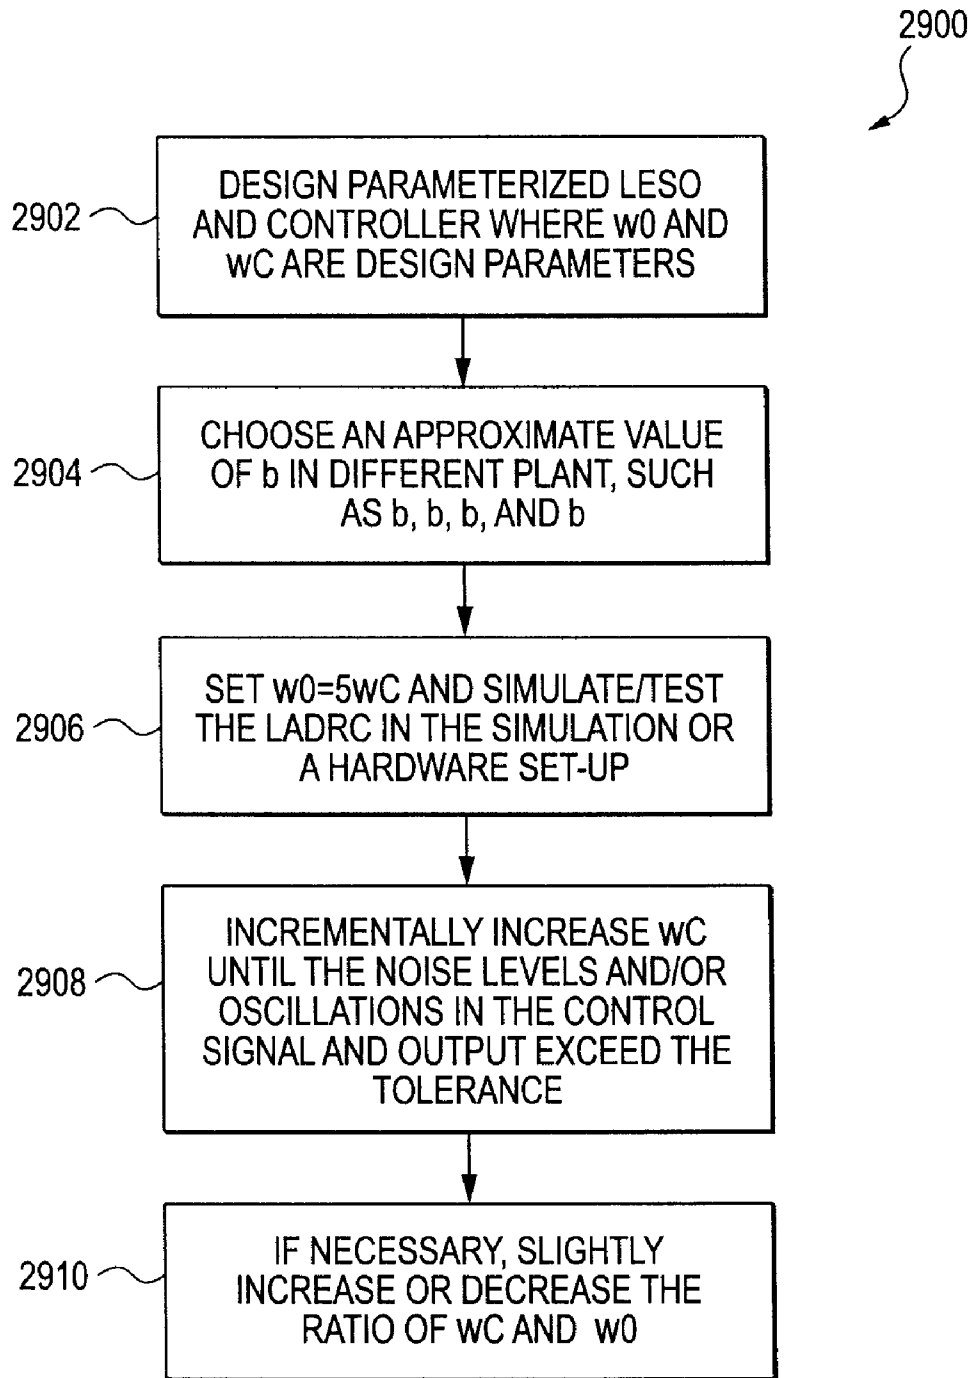 2900
2902
DESIGN PARAMETERIZED LESO
AND CONTROLLER WHERE w0 AND
wC ARE DESIGN PARAMETERS
2904
CHOOSE AN APPROXIMATE VALUE
OF b IN DIFFERENT PLANT, SUCH
AS b, b, b, AND b
2906
SET w0=5wC AND SIMULATE/TEST
THE LADRC IN THE SIMULATION OR
A HARDWARE SET-UP
2908
INCREMENTALLY INCREASE wC
UNTIL THE NOISE LEVELS AND/OR
OSCILLATIONS IN THE CONTROL
SIGNAL AND OUTPUT EXCEED THE
TOLERANCE
2910
IF NECESSARY, SLIGHTLY
INCREASE OR DECREASE THE
RATIO OF wC AND w0